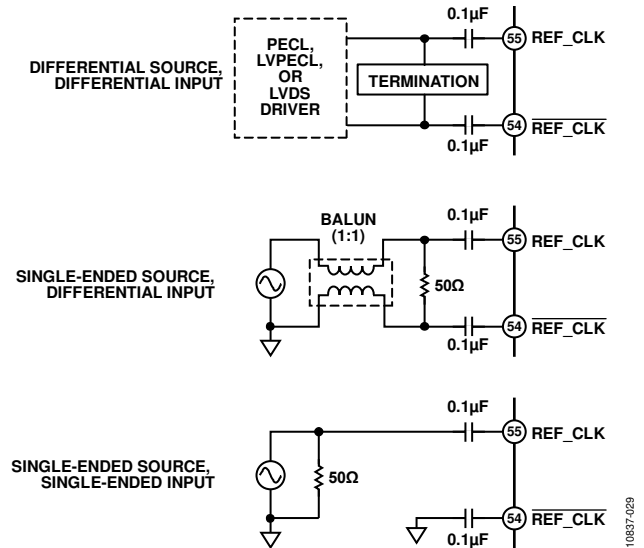 0.1µF
55 REF_CLK
PECL,
LVPECL,
OR
LVDS
DRIVER
DIFFERENTIAL SOURCE,
DIFFERENTIAL INPUT
TERMINATION
54 REF_CLK
0.1µF
BALUN
(1:1)
0.1µF
55 REF_CLK
SINGLE-ENDED SOURCE,
DIFFERENTIAL INPUT
50Ω
54 REF_CLK
0.1µF
0.1µF
55 REF_CLK
SINGLE-ENDED SOURCE,
SINGLE-ENDED INPUT
50Ω
54 REF_CLK
0.1µF
10837-029